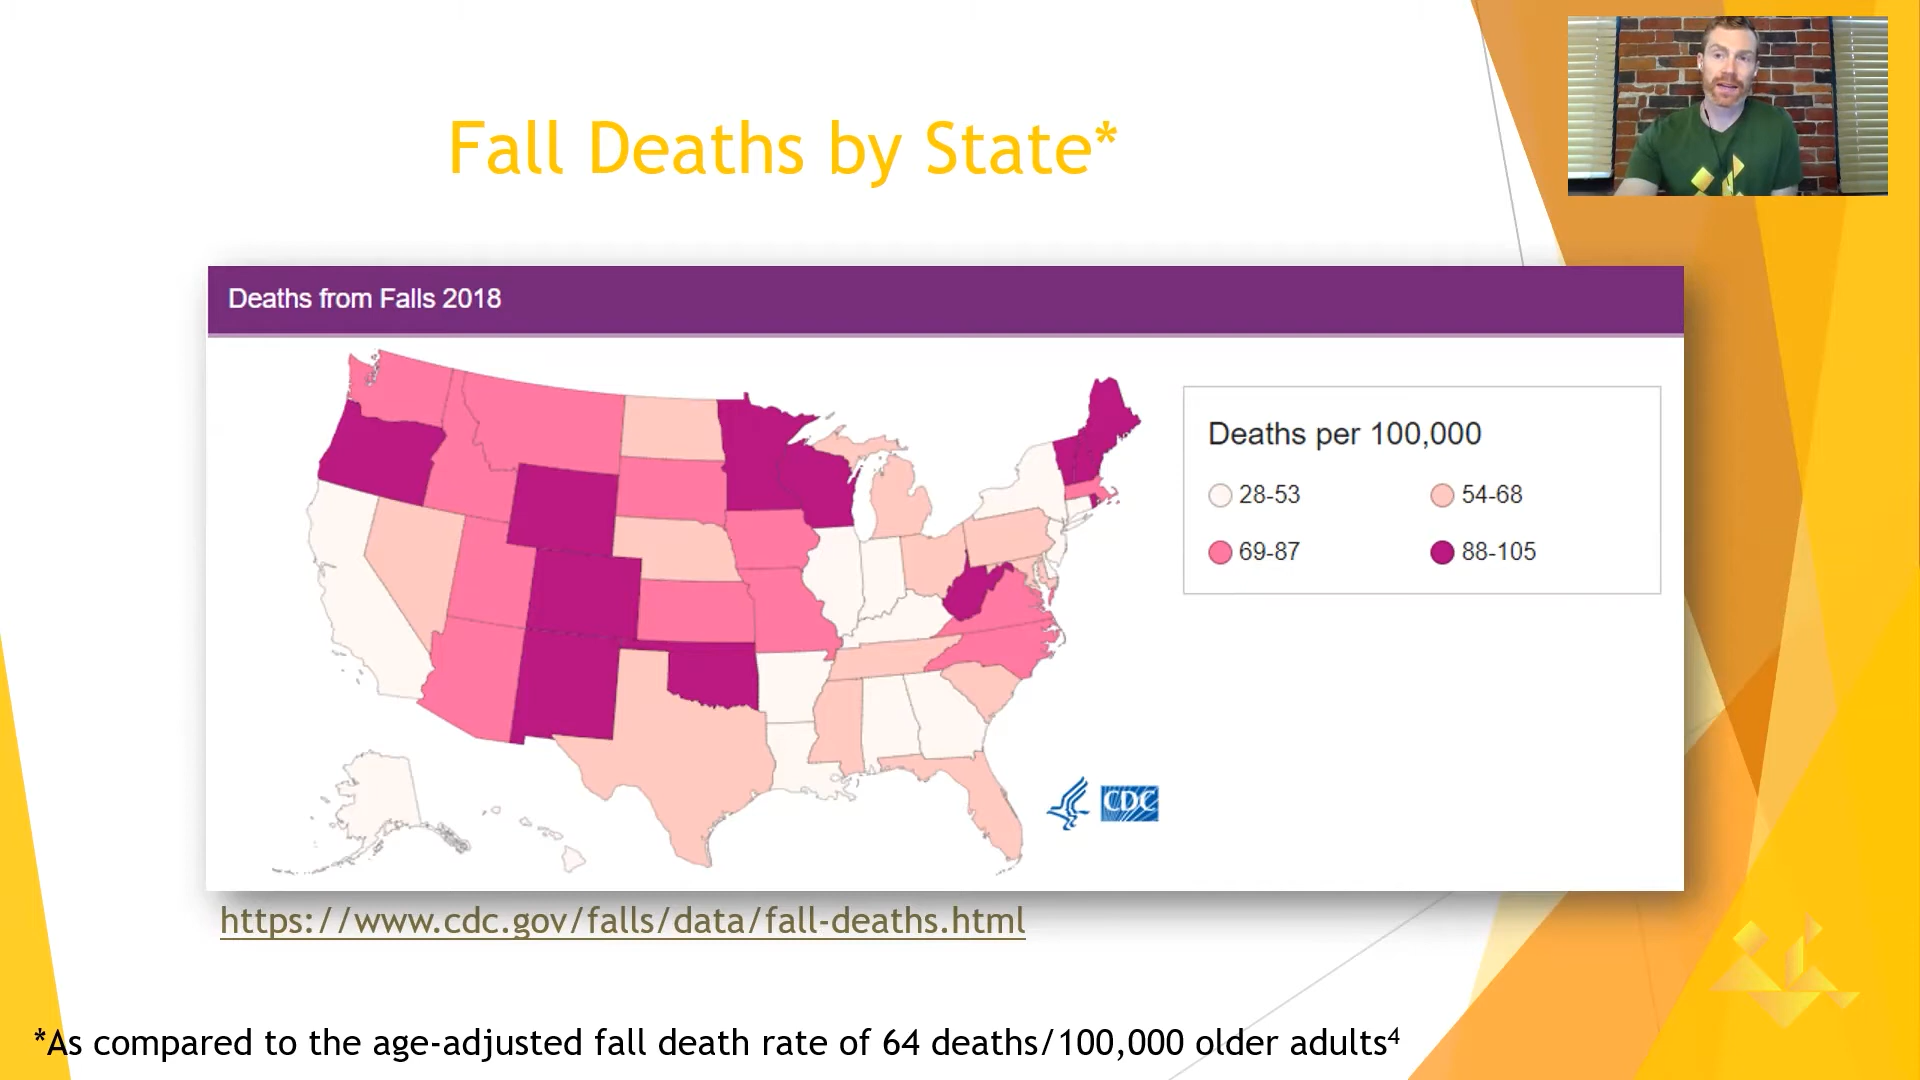 Fall Deaths by State*
Deaths from Falls 2018
Deaths per 100,000
28-53
54-68
69-87
88-105
CDC
https://www.cdc.gov/falls/data/fall-deaths.html
*As compared to the age-adjusted fall death rate of 64 deaths/100,000 older adults⁴